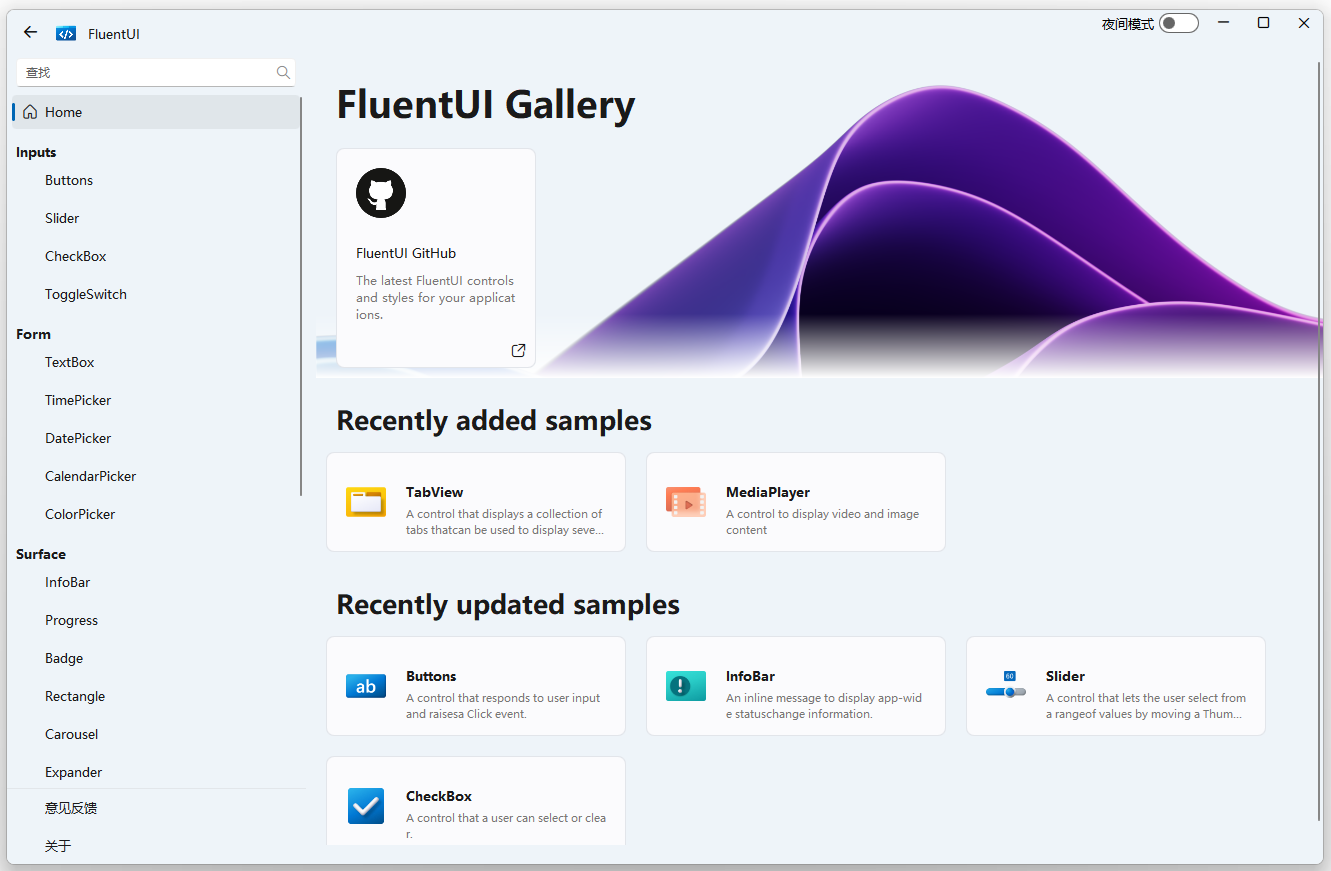 FluentUI
夜间模式
查找
Home
Inputs
Buttons
Slider
CheckBox
ToggleSwitch
Form
TextBox
TimePicker
DatePicker
CalendarPicker
ColorPicker
Surface
InfoBar
Progress
Badge
Rectangle
Carousel
Expander
意见反馈
关于
FluentUI Gallery
FluentUI GitHub
The latest FluentUI controls
and styles for your applicat
ions.
Recently added samples
TabView
A control that displays a collection of
tabs thatcan be used to display seve...
MediaPlayer
A control to display video and image
content
Recently updated samples
ab
Buttons
A control that responds to user input
and raisesa Click event.
InfoBar
An inline message to display app-wid
e statuschange information.
60
Slider
A control that lets the user select from
a rangeof values by moving a Thum...
CheckBox
A control that a user can select or clea
r.